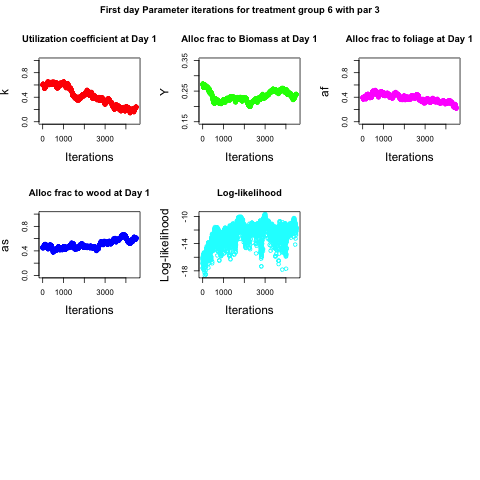 First day Parameter iterations for treatment group 6 with par 3
Utilization coefficient at Day 1
k
0.0 0.4 0.8
0 1000 3000
Iterations
Alloc frac to Biomass at Day 1
Y
0.15 0.25 0.35
0 1000 3000
Iterations
Alloc frac to foliage at Day 1
af
0.0 0.4 0.8
0 1000 3000
Iterations
Alloc frac to wood at Day 1
as
0.0 0.4 0.8
0 1000 3000
Iterations
Log-likelihood
Log-likelihood
-18 -14 -10
0 1000 3000
Iterations